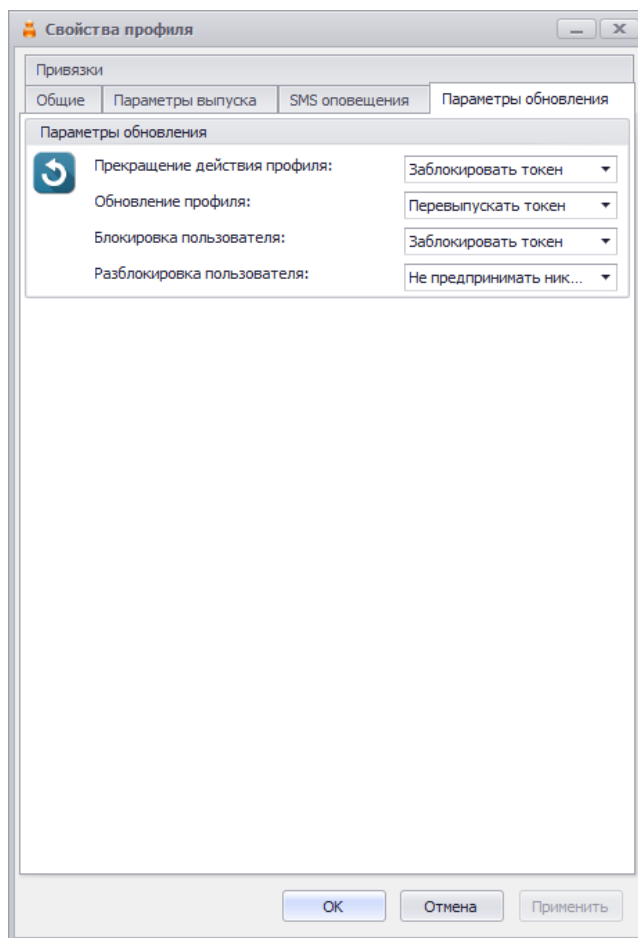 Свойства профиля
Привязки
Общие Параметры выпуска SMS оповещения Параметры обновления
Параметры обновления
Прекращение действия профиля: Заблокировать токен
Обновление профиля: Перевыпускать токен
Блокировка пользователя: Заблокировать токен
Разблокировка пользователя: Не предпринимать ник...
ОК Отмена Применить